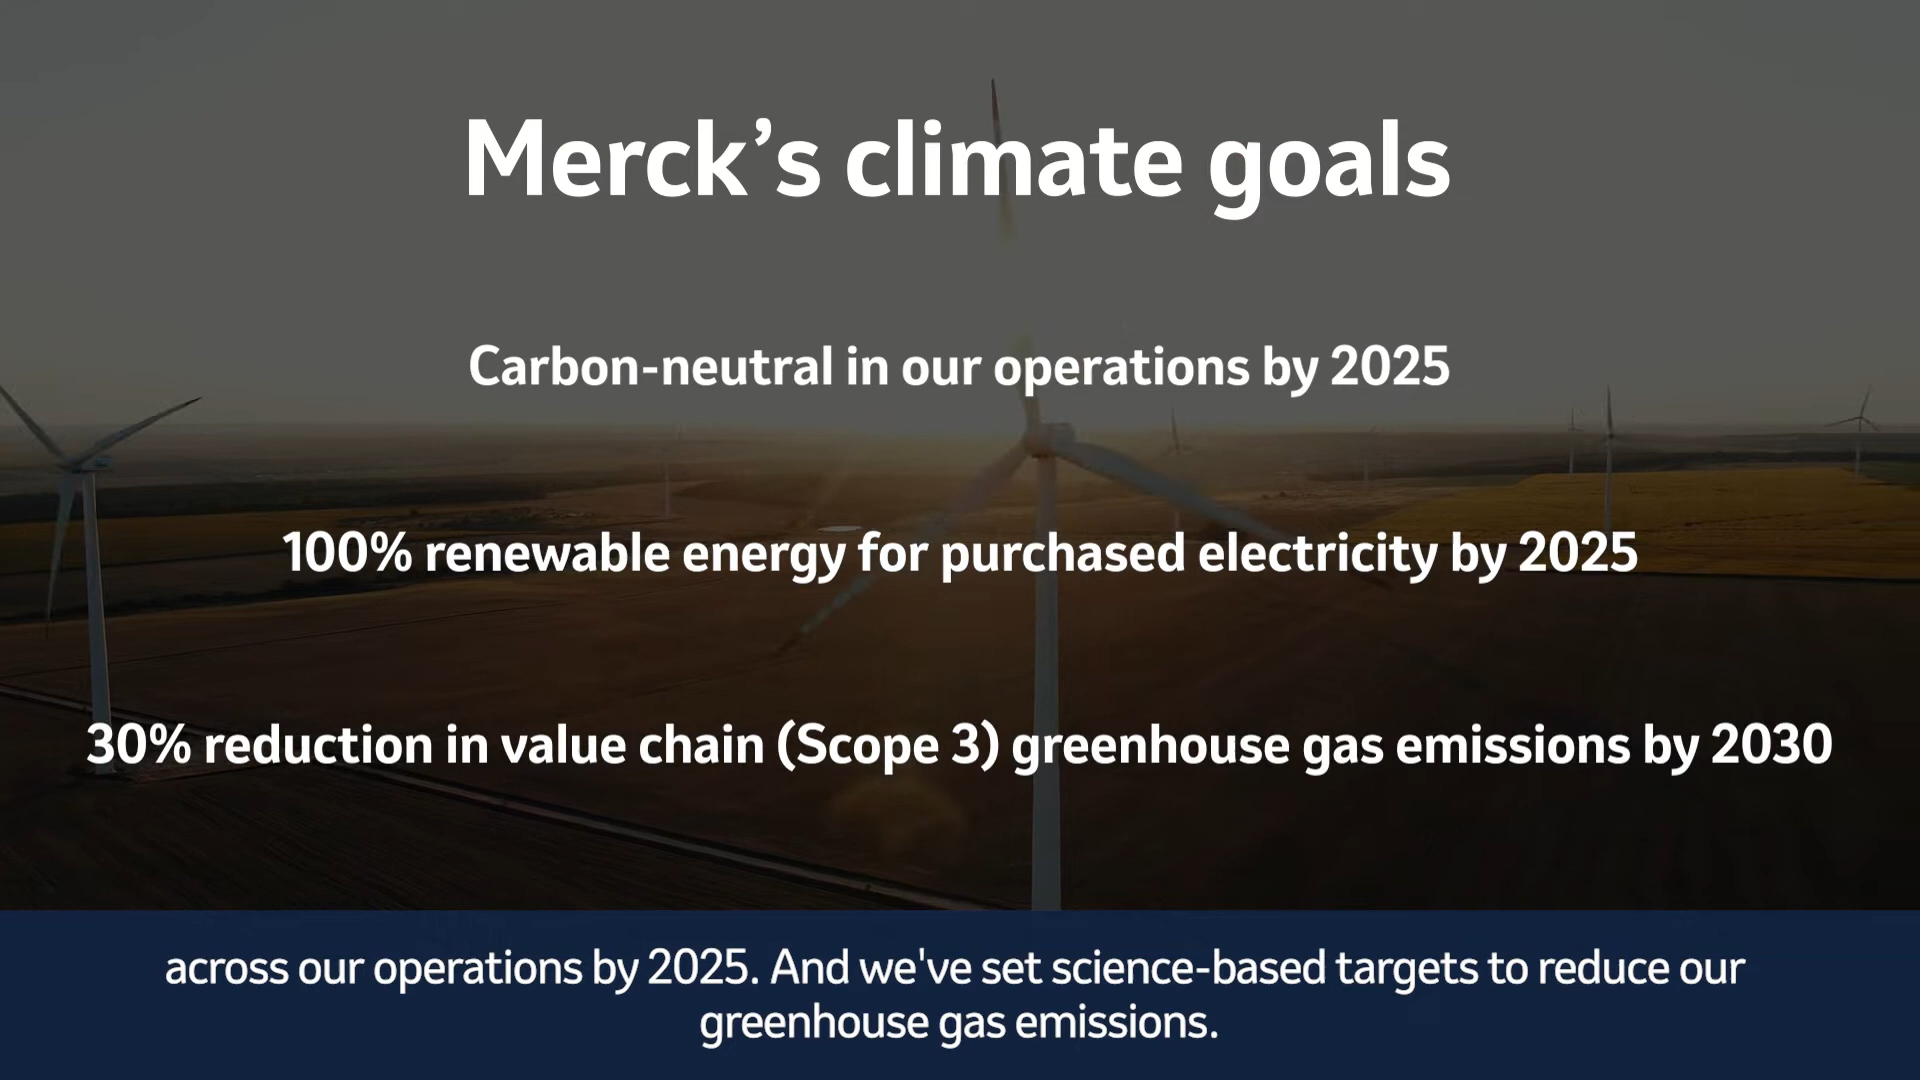 Merck’s climate goals
Carbon-neutral in our operations by 2025
100% renewable energy for purchased electricity by 2025
30% reduction in value chain (Scope 3) greenhouse gas emissions by 2030
across our operations by 2025. And we've set science-based targets to reduce our
greenhouse gas emissions.